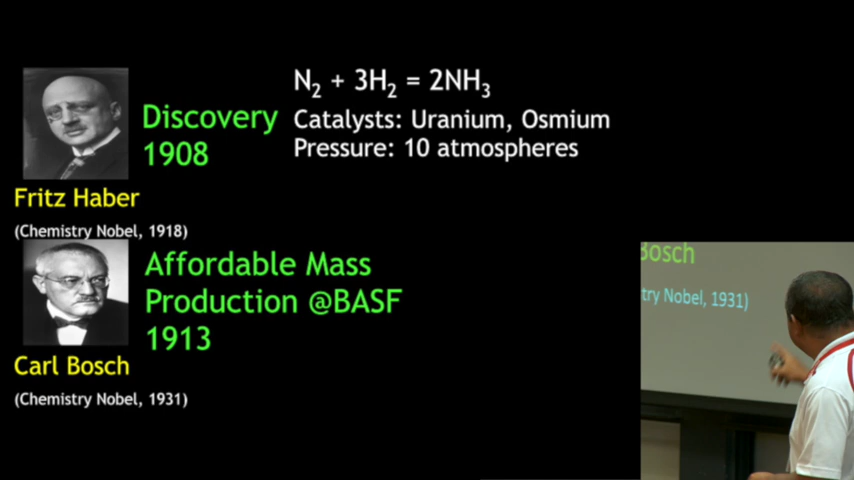 N₂ + 3H₂ = 2NH₃
Discovery
1908
Catalysts: Uranium, Osmium
Pressure: 10 atmospheres
Fritz Haber
(Chemistry Nobel, 1918)
Affordable Mass
Production @BASF
1913
Carl Bosch
(Chemistry Nobel, 1931)
Bosch
try Nobel, 1931)